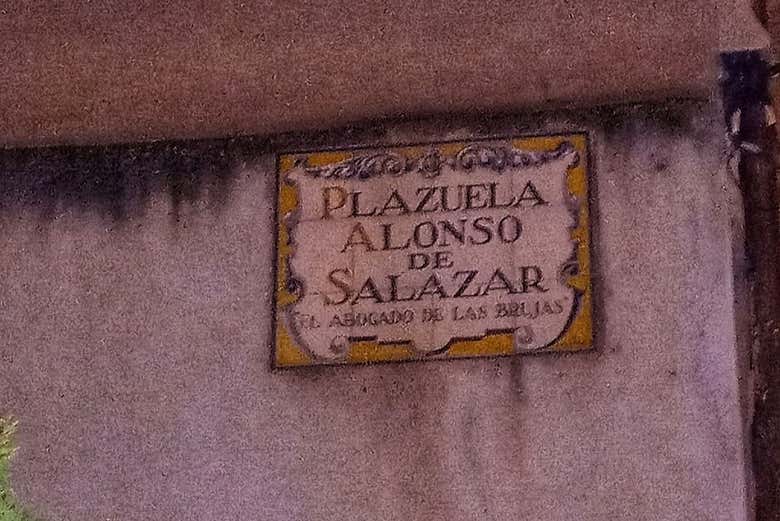 PLAZUELA
ALONSO
DE
SALAZAR
"EL ABOGADO DE LAS BRUJAS"